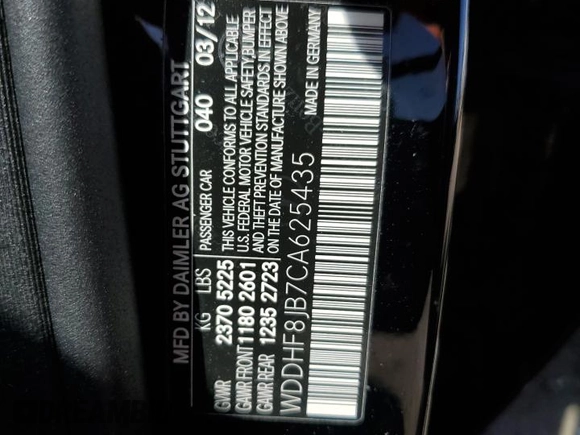 MFD BY DAIMLER AG STUTTGART
KG LBS PASSENGER CAR 040 03/12
GVWR 2370 5225 THIS VEHICLE CONFORMS TO ALL APPLICABLE
GAWR FRONT 1180 2601 U.S. FEDERAL MOTOR VEHICLE SAFETY, BUMPER
GAWR REAR 1235 2723 AND THEFT PREVENTION STANDARDS IN EFFECT
ON THE DATE OF MANUFACTURE SHOWN ABOVE
WDDHF8JB7CA625435 MADE IN GERMANY